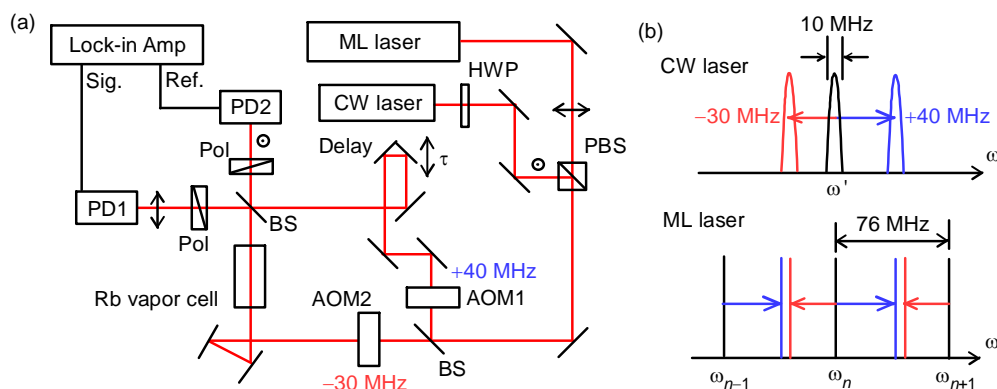 (a)
Lock-in Amp
Sig.
Ref.
PD2
Pol
PD1
Pol
BS
Rb vapor cell
ML laser
CW laser
HWP
Delay
τ
PBS
+40 MHz
AOM1
AOM2
BS
−30 MHz
(b)
10 MHz
CW laser
−30 MHz
+40 MHz
ω
ω'
ML laser
76 MHz
ω
ωn−1
ωn
ωn+1